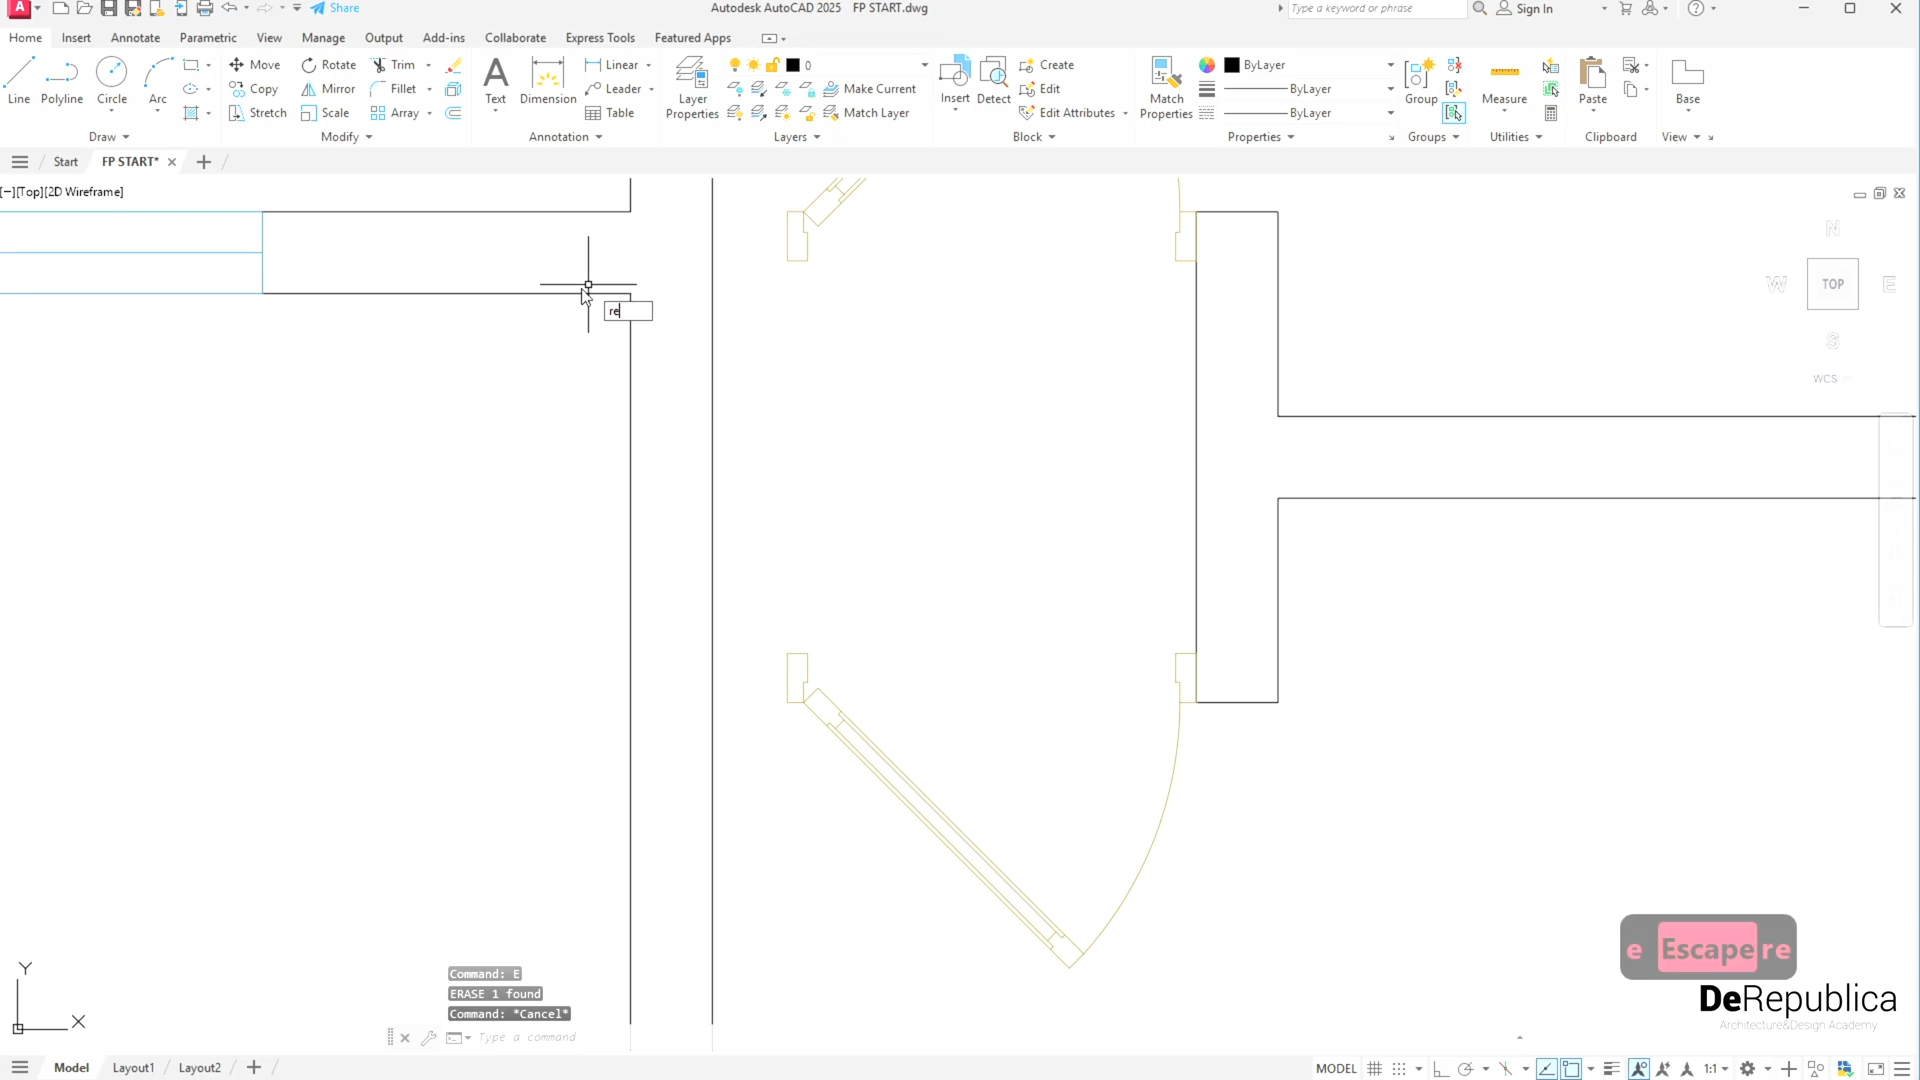 A Autodesk AutoCAD 2025 FP START.dwg Type a keyword or phrase Sign In
Share
Home Insert Annotate Parametric View Manage Output Add-ins Collaborate Express Tools Featured Apps
Line Polyline Circle Arc
Draw
Move Rotate Trim
Copy Mirror Fillet
Stretch Scale Array
Modify
Text Dimension
Linear
Leader
Table
Annotation
Layer Properties
0
Make Current
Match Layer
Layers
Insert Detect
Create
Edit
Edit Attributes
Block
Match Properties
ByLayer
ByLayer
ByLayer
Properties
Group
Groups
Measure
Utilities
Paste
Clipboard
Base
View
Start FP START*
[−][Top][2D Wireframe]
N
W TOP E
S
WCS
re
e Escape re
DeRepublica
Architecture&Design Academy
Y
X
Command: E
ERASE 1 found
Command: *Cancel*
Type a command
Model Layout1 Layout2
MODEL 1:1